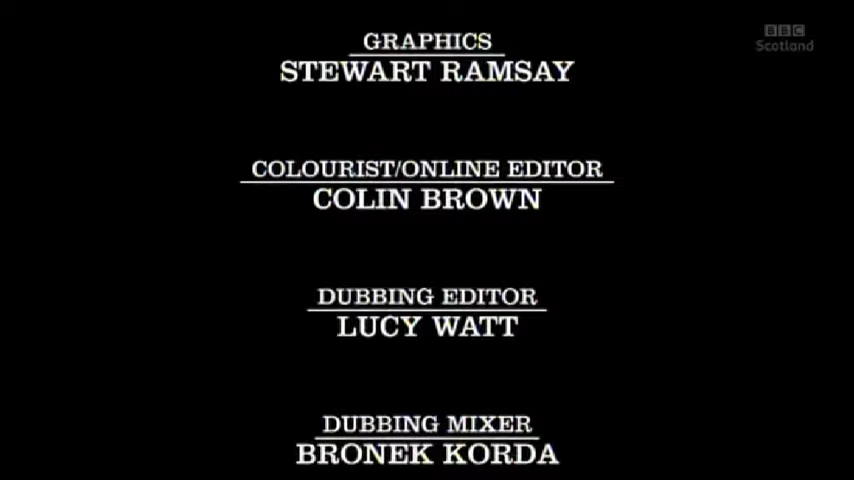 BBC
Scotland
GRAPHICS
STEWART RAMSAY
COLOURIST/ONLINE EDITOR
COLIN BROWN
DUBBING EDITOR
LUCY WATT
DUBBING MIXER
BRONEK KORDA